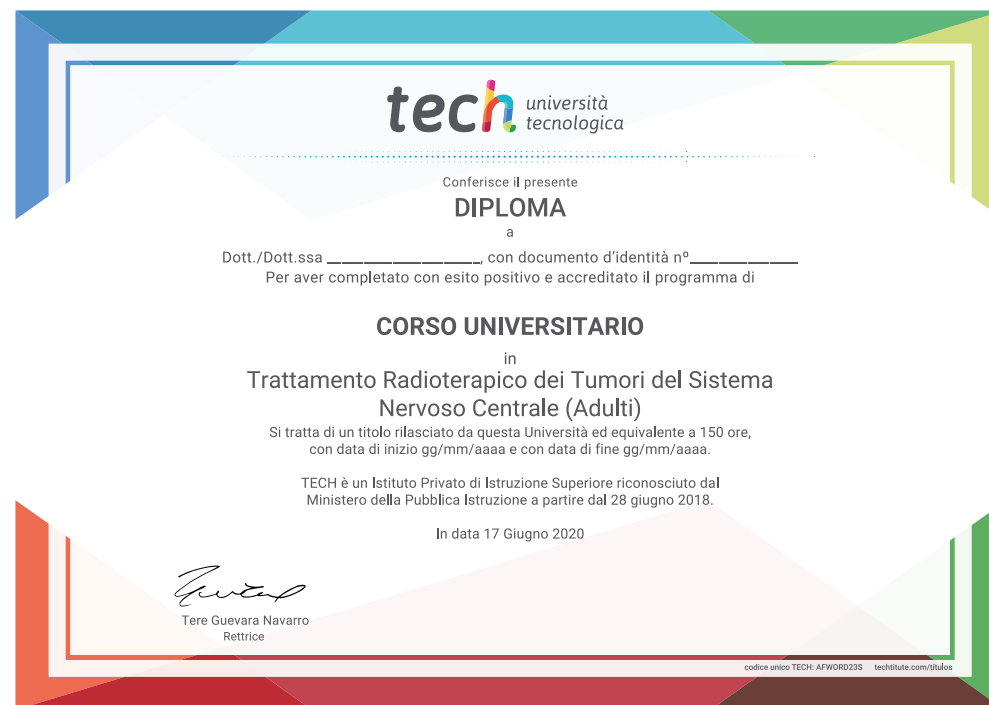 tech università
tecnologica
Conferisce il presente
DIPLOMA
a
Dott./Dott.ssa ____________________, con documento d'identità nº______________
Per aver completato con esito positivo e accreditato il programma di
CORSO UNIVERSITARIO
in
Trattamento Radioterapico dei Tumori del Sistema
Nervoso Centrale (Adulti)
Si tratta di un titolo rilasciato da questa Università ed equivalente a 150 ore,
con data di inizio gg/mm/aaaa e con data di fine gg/mm/aaaa.
TECH è un Istituto Privato di Istruzione Superiore riconosciuto dal
Ministero della Pubblica Istruzione a partire dal 28 giugno 2018.
In data 17 Giugno 2020
Tere Guevara Navarro
Rettrice
codice unico TECH: AFWORD23S techtitute.com/títulos